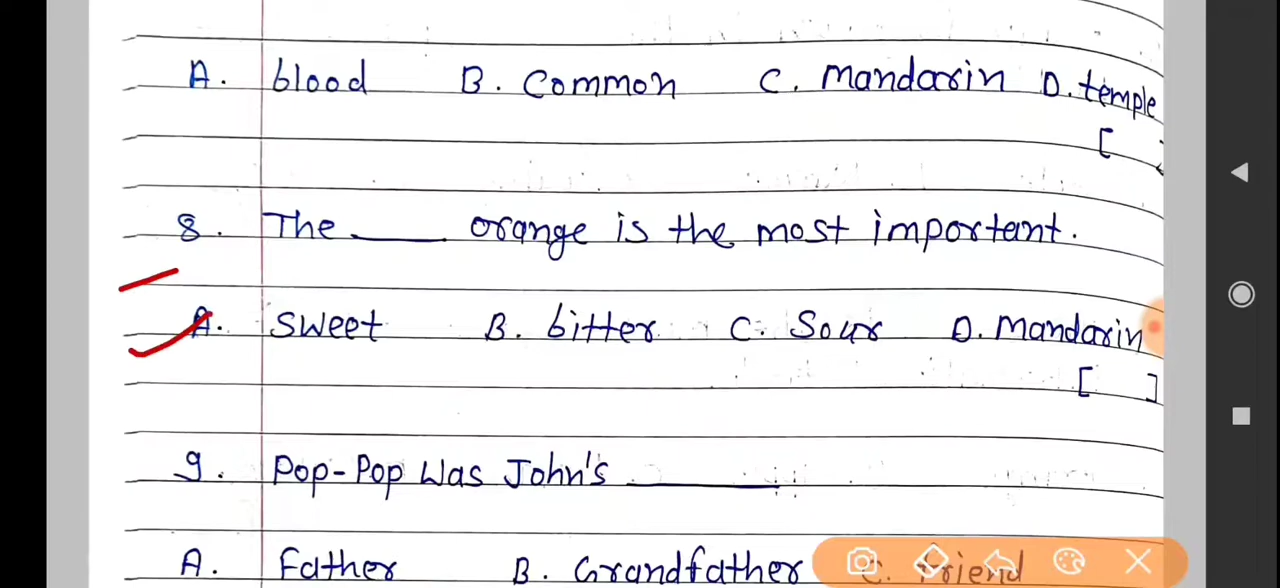 A. blood B. Common C. Mandarin D. temple
[
8. The ____ orange is the most important.
A. Sweet B. bitter C. Sour D. Mandarin
[ ]
9. Pop-Pop Was John's ____
A. Father B. Grandfather C. Friend